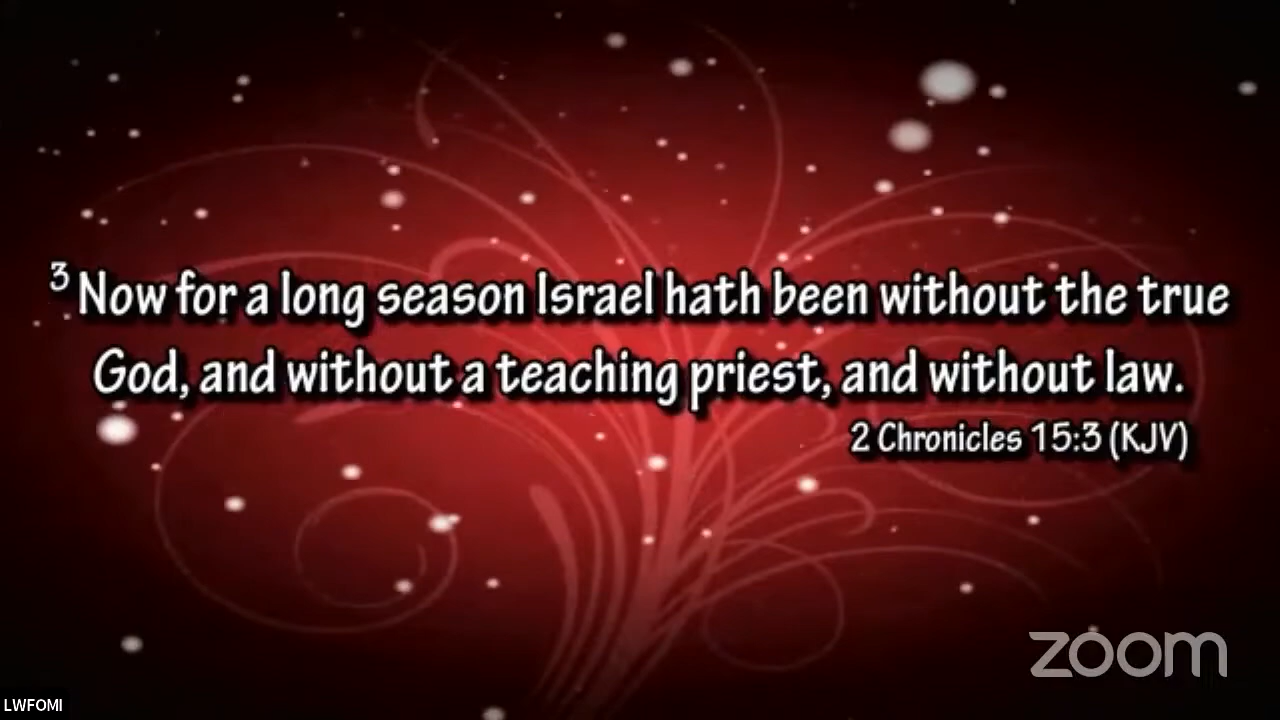 3 Now for a long season Israel hath been without the true
God, and without a teaching priest, and without law.
2 Chronicles 15:3 (KJV)
zoom
LWFOMI